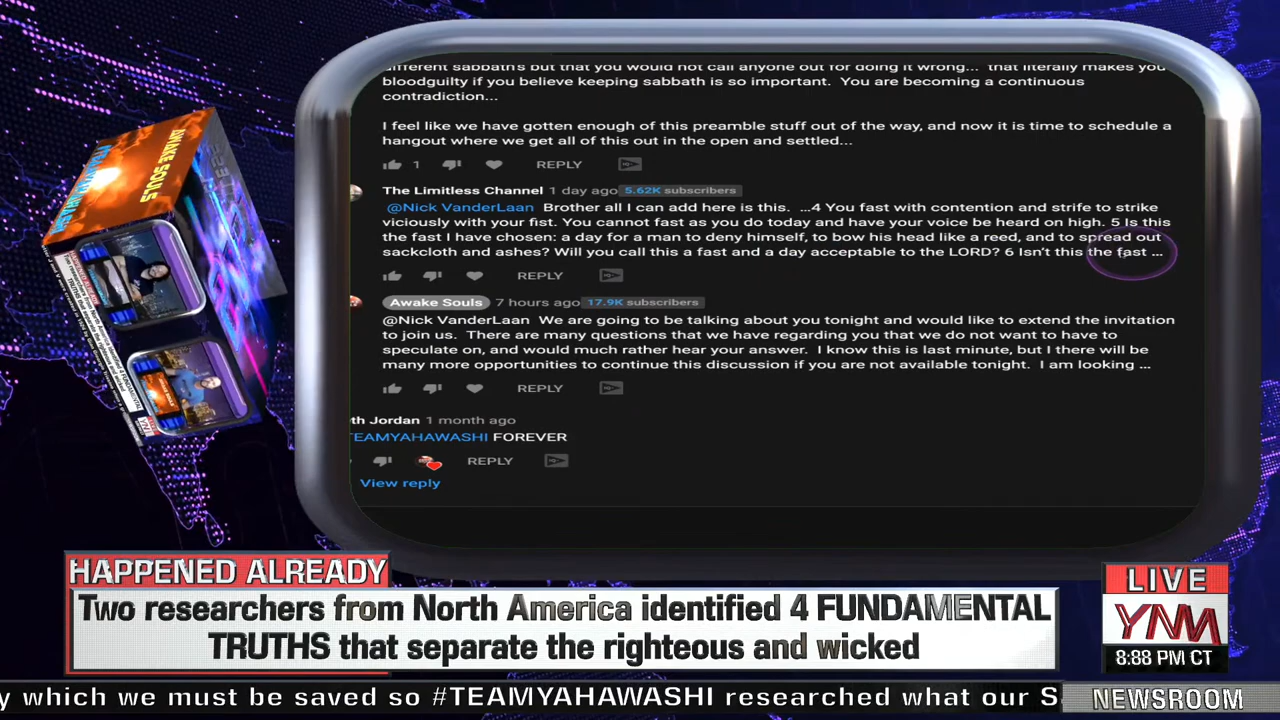 different sabbaths but that you would not call anyone out for doing it wrong... that literally makes you
bloodguilty if you believe keeping sabbath is so important. You are becoming a continuous
contradiction...
I feel like we have gotten enough of this preamble stuff out of the way, and now it is time to schedule a
hangout where we get all of this out in the open and settled...
1 REPLY
The Limitless Channel 1 day ago 5.62K subscribers
@Nick VanderLaan Brother all I can add here is this. ...4 You fast with contention and strife to strike
viciously with your fist. You cannot fast as you do today and have your voice be heard on high. 5 Is this
the fast I have chosen: a day for a man to deny himself, to bow his head like a reed, and to spread out
sackcloth and ashes? Will you call this a fast and a day acceptable to the LORD? 6 Isn't this the fast ...
REPLY
Awake Souls 7 hours ago 17.9K subscribers
@Nick VanderLaan We are going to be talking about you tonight and would like to extend the invitation
to join us. There are many questions that we have regarding you that we do not want to have to
speculate on, and would much rather hear your answer. I know this is last minute, but I there will be
many more opportunities to continue this discussion if you are not available tonight. I am looking ...
REPLY
th Jordan 1 month ago
TEAMYAHAWASHI FOREVER
REPLY
View reply
AWAKE SOULS
HAPPENED ALREADY
Two researchers from North America identified 4 FUNDAMENTAL
TRUTHS that separate the righteous and wicked
LIVE
YNM
8:88 PM CT
y which we must be saved so #TEAMYAHAWASHI researched what our S
NEWSROOM